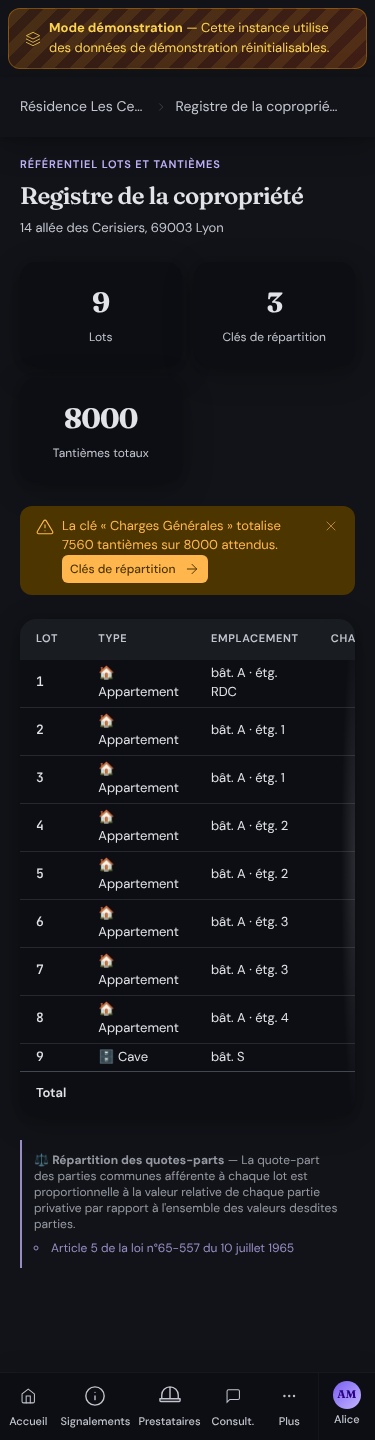 Mode démonstration — Cette instance utilise
des données de démonstration réinitialisables.
Résidence Les Ce… Registre de la coproprié…
RÉFÉRENTIEL LOTS ET TANTIÈMES
Registre de la copropriété
14 allée des Cerisiers, 69003 Lyon
9 3
Lots Clés de répartition
8000
Tantièmes totaux
La clé « Charges Générales » totalise
7560 tantièmes sur 8000 attendus.
Clés de répartition →
LOT TYPE EMPLACEMENT CHA
1 🏠 Appartement bât. A · étg. RDC
2 🏠 Appartement bât. A · étg. 1
3 🏠 Appartement bât. A · étg. 1
4 🏠 Appartement bât. A · étg. 2
5 🏠 Appartement bât. A · étg. 2
6 🏠 Appartement bât. A · étg. 3
7 🏠 Appartement bât. A · étg. 3
8 🏠 Appartement bât. A · étg. 4
9 🗄️ Cave bât. S
Total
⚖️ Répartition des quotes-parts — La quote-part
des parties communes afférente à chaque lot est
proportionnelle à la valeur relative de chaque partie
privative par rapport à l'ensemble des valeurs desdites
parties.
Article 5 de la loi n°65-557 du 10 juillet 1965
AM
Accueil Signalements Prestataires Consult. Plus Alice